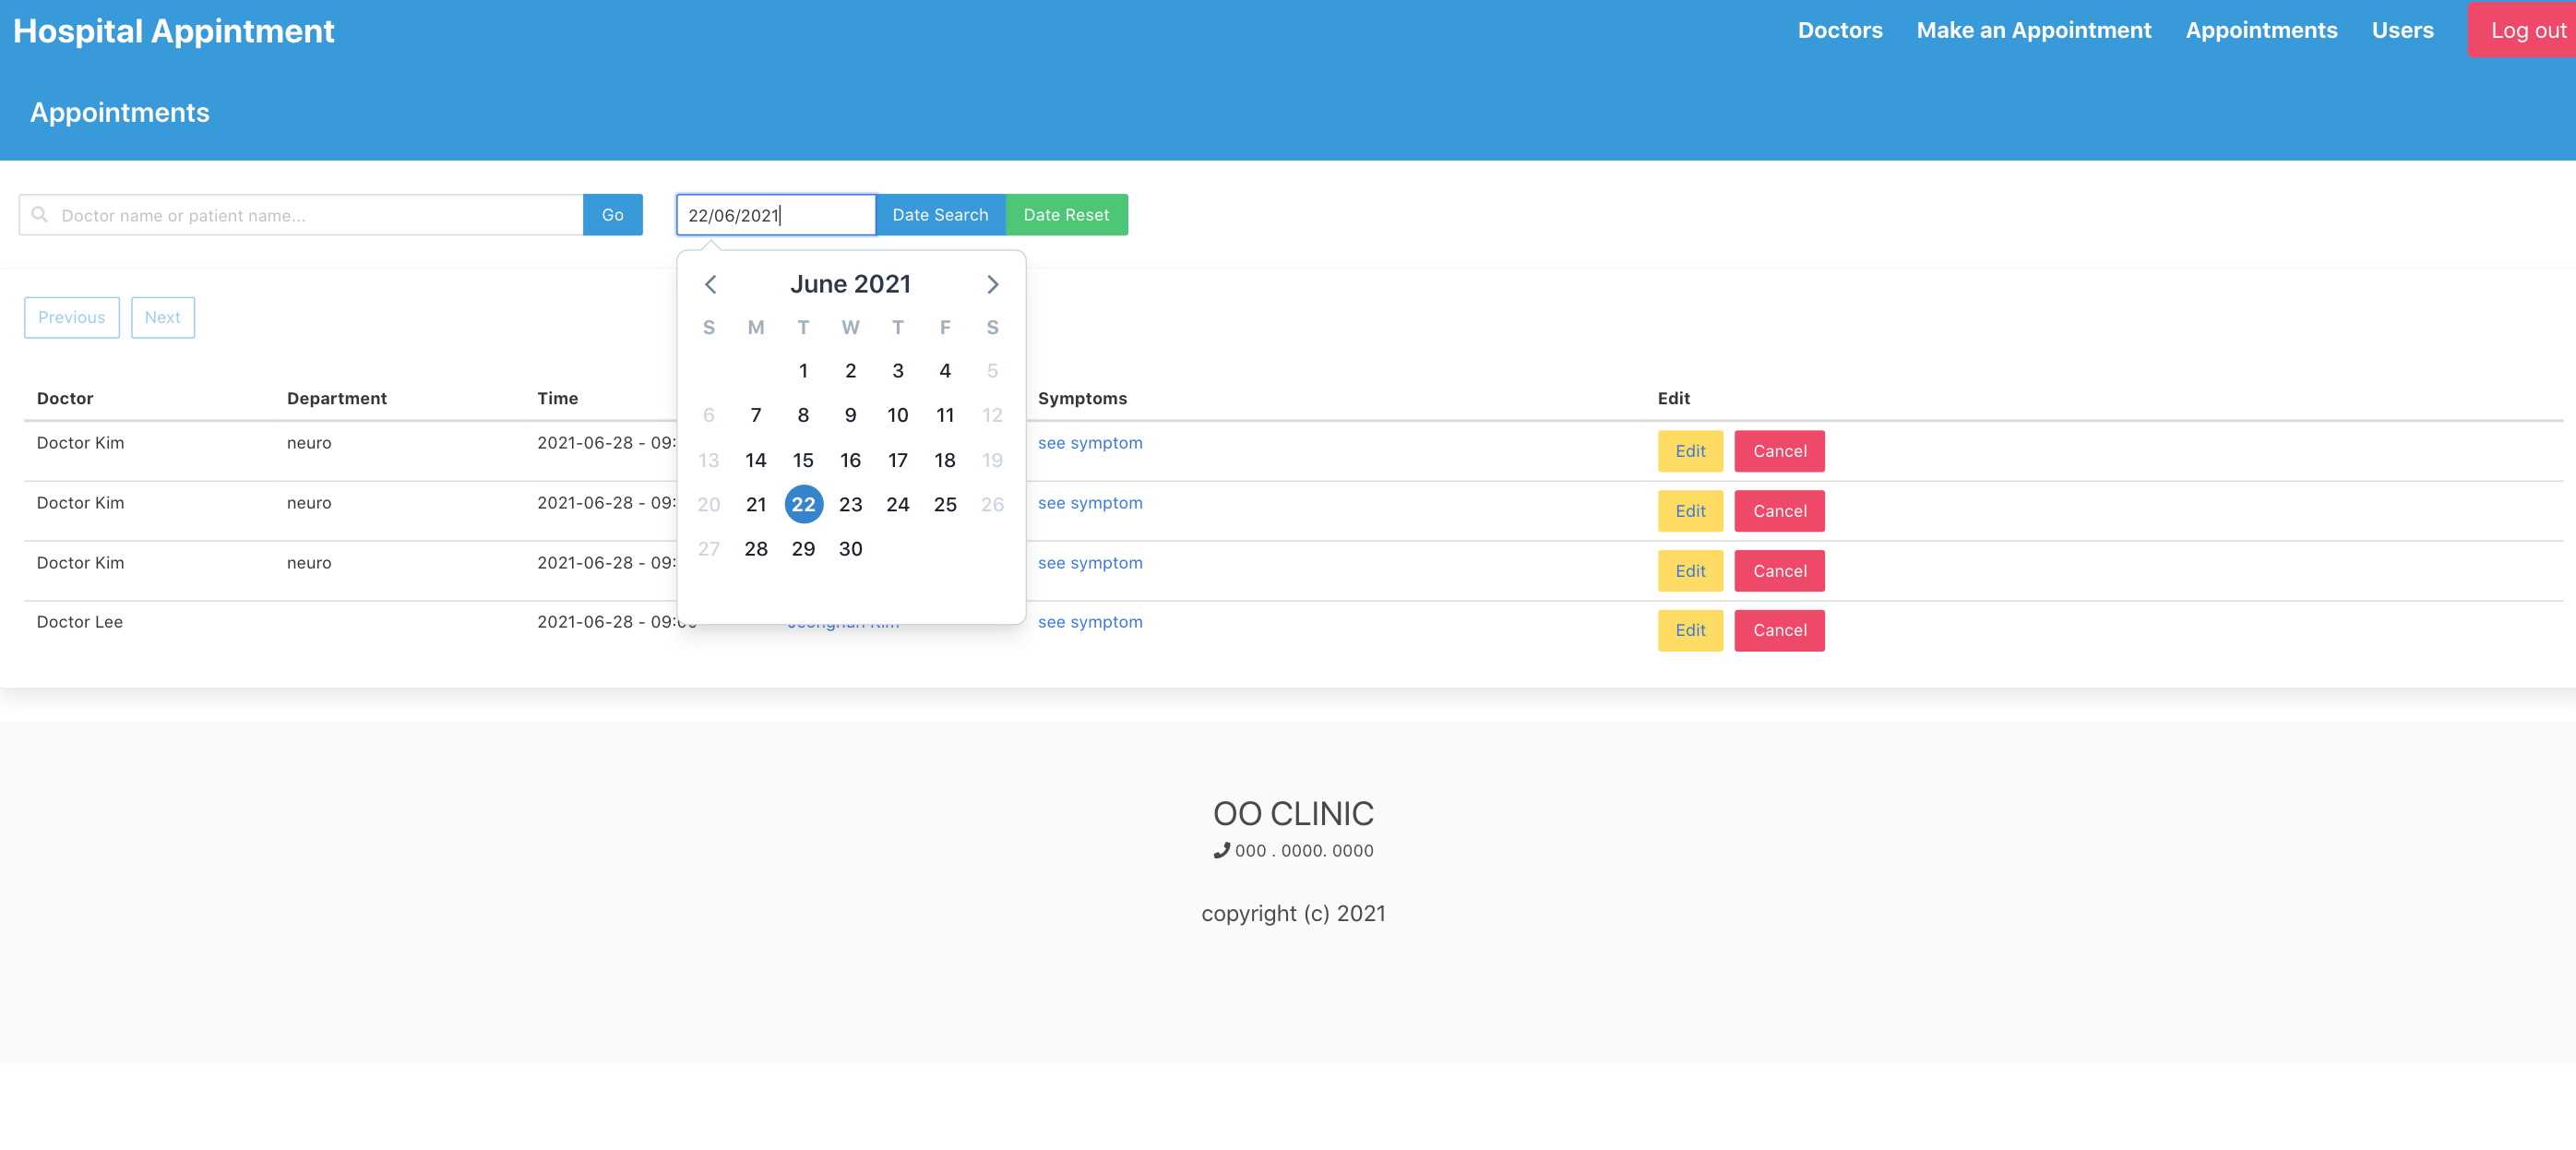 Hospital Appintment
Doctors Make an Appointment Appointments Users Log out
Appointments
Doctor name or patient name... Go 22/06/2021 Date Search Date Reset
June 2021
S M T W T F S
1 2 3 4 5
6 7 8 9 10 11 12
13 14 15 16 17 18 19
20 21 22 23 24 25 26
27 28 29 30
Previous Next
Doctor Department Time Symptoms Edit
Doctor Kim neuro 2021-06-28 - 09: see symptom Edit Cancel
Doctor Kim neuro 2021-06-28 - 09: see symptom Edit Cancel
Doctor Kim neuro 2021-06-28 - 09: see symptom Edit Cancel
Doctor Lee 2021-06-28 - 09: see symptom Edit Cancel
OO CLINIC
000 . 0000. 0000
copyright (c) 2021